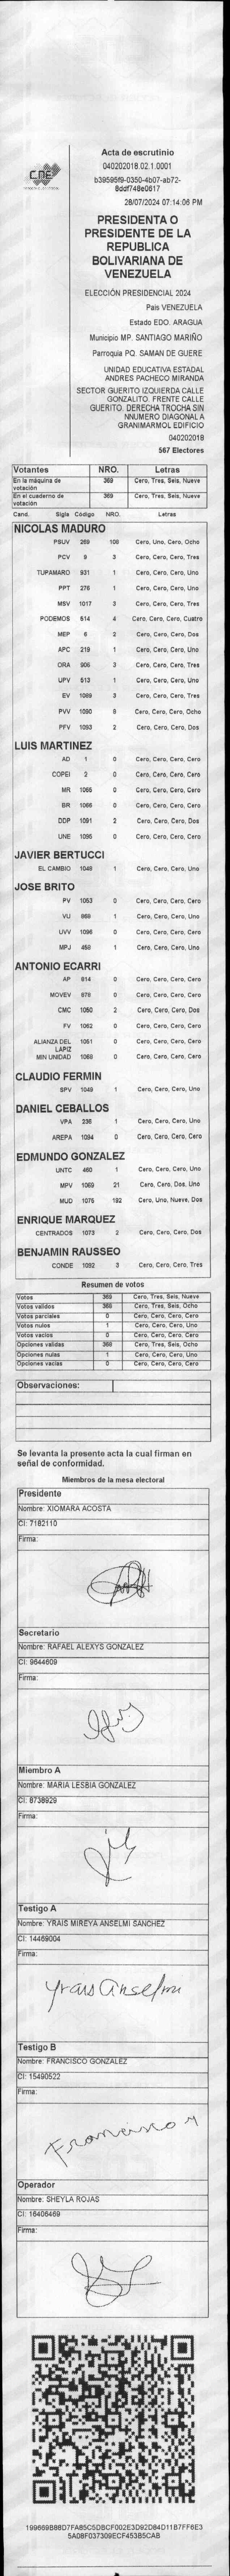 CNE
Acta de escrutinio
040202018.02.1.0001
b39595f9-0350-4b07-ab72-
8ddf748e0617
28/07/2024 07:14:06 PM
PRESIDENTA O
PRESIDENTE DE LA
REPUBLICA
BOLIVARIANA DE
VENEZUELA
ELECCIÓN PRESIDENCIAL 2024
Pais VENEZUELA
Estado EDO. ARAGUA
Municipio MP. SANTIAGO MARIÑO
Parroquia PQ. SAMAN DE GUERE
UNIDAD EDUCATIVA ESTADAL
ANDRES PACHECO MIRANDA
SECTOR GUERITO IZQUIERDA CALLE
GONZALITO. FRENTE CALLE
GUERITO. DERECHA TROCHA SIN
NNUMERO DIAGONAL A
GRANIMARMOL EDIFICIO
040202018
567 Electores
Votantes NRO. Letras
En la máquina de votación 369 Cero, Tres, Seis, Nueve
En el cuaderno de votación 369 Cero, Tres, Seis, Nueve
Cand. Sigla Código NRO. Letras
NICOLAS MADURO
PSUV 269 108 Cero, Uno, Cero, Ocho
PCV 9 3 Cero, Cero, Cero, Tres
TUPAMARO 931 1 Cero, Cero, Cero, Uno
PPT 276 1 Cero, Cero, Cero, Uno
MSV 1017 3 Cero, Cero, Cero, Tres
PODEMOS 514 4 Cero, Cero, Cero, Cuatro
MEP 6 2 Cero, Cero, Cero, Dos
APC 219 1 Cero, Cero, Cero, Uno
ORA 906 3 Cero, Cero, Cero, Tres
UPV 513 1 Cero, Cero, Cero, Uno
EV 1089 3 Cero, Cero, Cero, Tres
PVV 1090 8 Cero, Cero, Cero, Ocho
PFV 1093 2 Cero, Cero, Cero, Dos
LUIS MARTINEZ
AD 1 0 Cero, Cero, Cero, Cero
COPEI 2 0 Cero, Cero, Cero, Cero
MR 1055 0 Cero, Cero, Cero, Cero
BR 1066 0 Cero, Cero, Cero, Cero
DDP 1091 2 Cero, Cero, Cero, Dos
UNE 1095 0 Cero, Cero, Cero, Cero
JAVIER BERTUCCI
EL CAMBIO 1048 1 Cero, Cero, Cero, Uno
JOSE BRITO
PV 1053 0 Cero, Cero, Cero, Cero
VU 869 1 Cero, Cero, Cero, Uno
UVV 1096 0 Cero, Cero, Cero, Cero
MPJ 458 1 Cero, Cero, Cero, Uno
ANTONIO ECARRI
AP 814 0 Cero, Cero, Cero, Cero
MOVEV 978 0 Cero, Cero, Cero, Cero
CMC 1050 2 Cero, Cero, Cero, Dos
FV 1062 0 Cero, Cero, Cero, Cero
ALIANZA DEL LAPIZ 1051 0 Cero, Cero, Cero, Cero
MIN UNIDAD 1068 0 Cero, Cero, Cero, Cero
CLAUDIO FERMIN
SPV 1049 1 Cero, Cero, Cero, Uno
DANIEL CEBALLOS
VPA 236 1 Cero, Cero, Cero, Uno
AREPA 1094 0 Cero, Cero, Cero, Cero
EDMUNDO GONZALEZ
UNTC 460 1 Cero, Cero, Cero, Uno
MPV 1069 21 Cero, Cero, Dos, Uno
MUD 1075 192 Cero, Uno, Nueve, Dos
ENRIQUE MARQUEZ
CENTRADOS 1073 2 Cero, Cero, Cero, Dos
BENJAMIN RAUSSEO
CONDE 1092 3 Cero, Cero, Cero, Tres
Resumen de votos
Votos 369 Cero, Tres, Seis, Nueve
Votos validos 368 Cero, Tres, Seis, Ocho
Votos parciales 0 Cero, Cero, Cero, Cero
Votos nulos 1 Cero, Cero, Cero, Uno
Votos vacios 0 Cero, Cero, Cero, Cero
Opciones validas 368 Cero, Tres, Seis, Ocho
Opciones nulas 1 Cero, Cero, Cero, Uno
Opciones vacias 0 Cero, Cero, Cero, Cero
Observaciones:
Se levanta la presente acta la cual firman en
señal de conformidad.
Miembros de la mesa electoral
Presidente
Nombre: XIOMARA ACOSTA
CI: 7182110
Firma:
Secretario
Nombre: RAFAEL ALEXYS GONZALEZ
CI: 9644609
Firma:
Miembro A
Nombre: MARIA LESBIA GONZALEZ
CI: 8738929
Firma:
Testigo A
Nombre: YRAIS MIREYA ANSELMI SANCHEZ
CI: 14469004
Firma:
Yrais Anselmi
Testigo B
Nombre: FRANCISCO GONZALEZ
CI: 15490522
Firma:
Operador
Nombre: SHEYLA ROJAS
CI: 16406469
Firma:
199669B88D7FA85C5DBCF002E3D92D84D11B7FF6E3
5A08F037309ECF453B5CAB